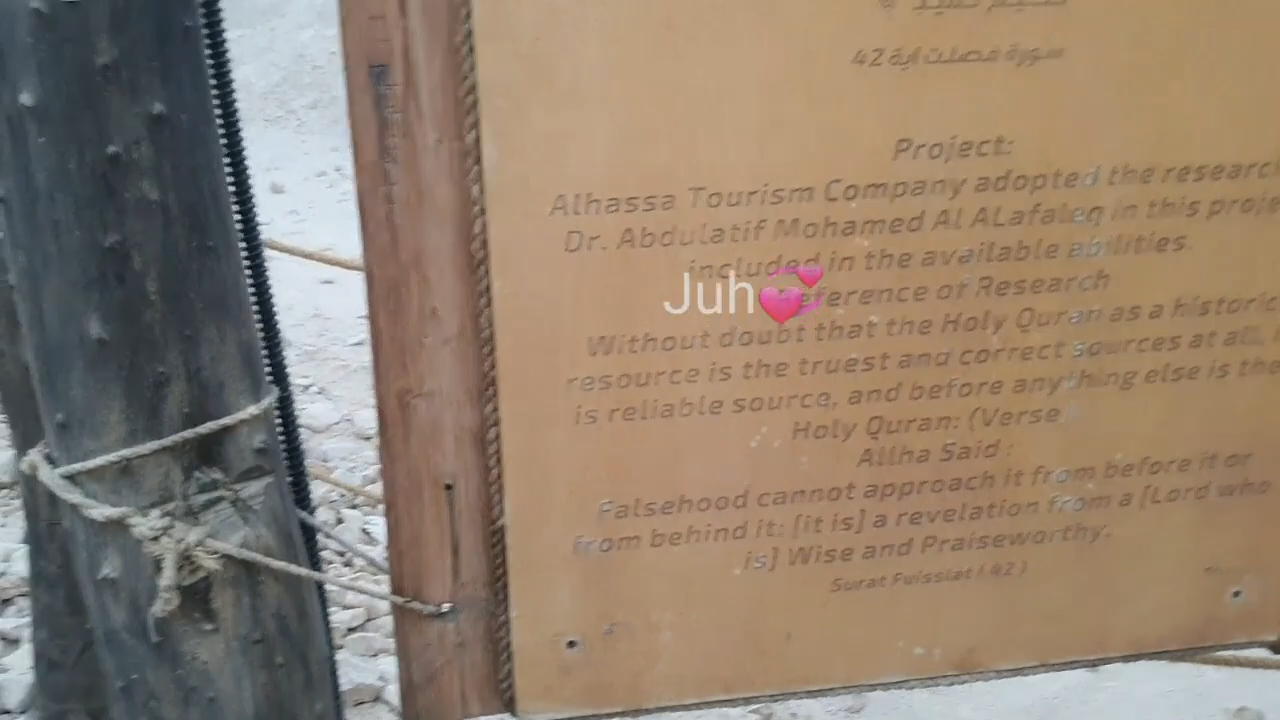 سورة فصلت آية 42
Project:
Alhassa Tourism Company adopted the research
Dr. Abdulatif Mohamed Al ALafaleq in this proje
included in the available abilities.
Juh💞
eference of Research
Without doubt that the Holy Quran as a historic
resource is the truest and correct sources at all,
is reliable source, and before anything else is the
Holy Quran: (Verse)
Allha Said :
Falsehood cannot approach it from before it or
from behind it: [it is] a revelation from a [Lord who
is] Wise and Praiseworthy.
Surat Fuisslat ( 42 )